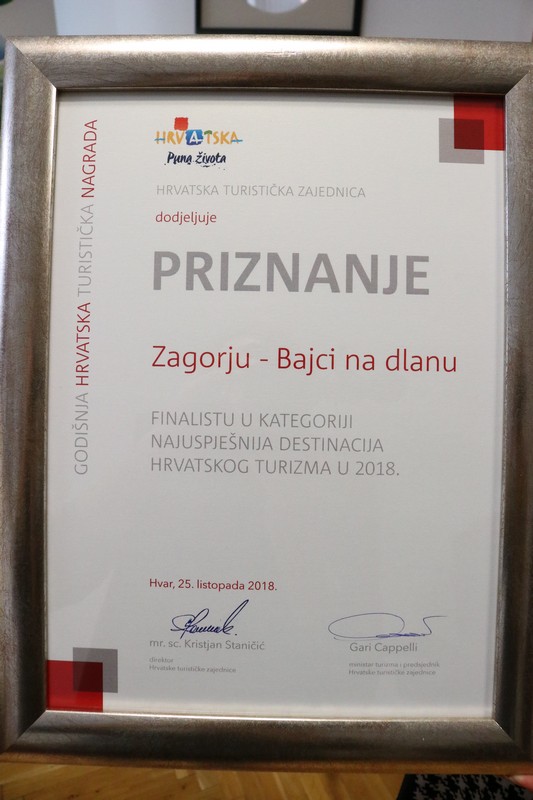 HRVATSKA
Puna života
GODIŠNJA HRVATSKA TURISTIČKA NAGRADA
HRVATSKA TURISTIČKA ZAJEDNICA
dodjeljuje
PRIZNANJE
Zagorju - Bajci na dlanu
FINALISTU U KATEGORIJI
NAJUSPJEŠNIJA DESTINACIJA
HRVATSKOG TURIZMA U 2018.
Hvar, 25. listopada 2018.
mr. sc. Kristjan Staničić
direktor
Hrvatske turističke zajednice
Gari Cappelli
ministar turizma i predsjednik
Hrvatske turističke zajednice